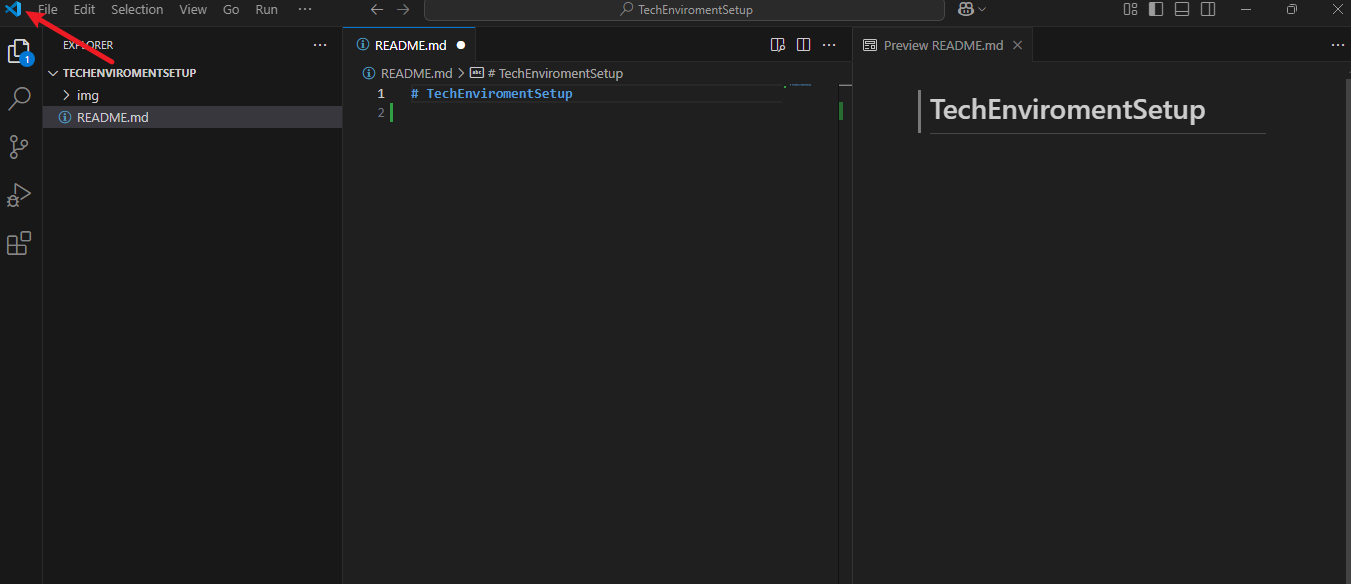 File Edit Selection View Go Run ··· TechEnviromentSetup
EXPLORER ···
1
TECHENVIROMENTSETUP
img
README.md
README.md ···
README.md > # TechEnviromentSetup
1 # TechEnviromentSetup
2
Preview README.md ···
TechEnviromentSetup